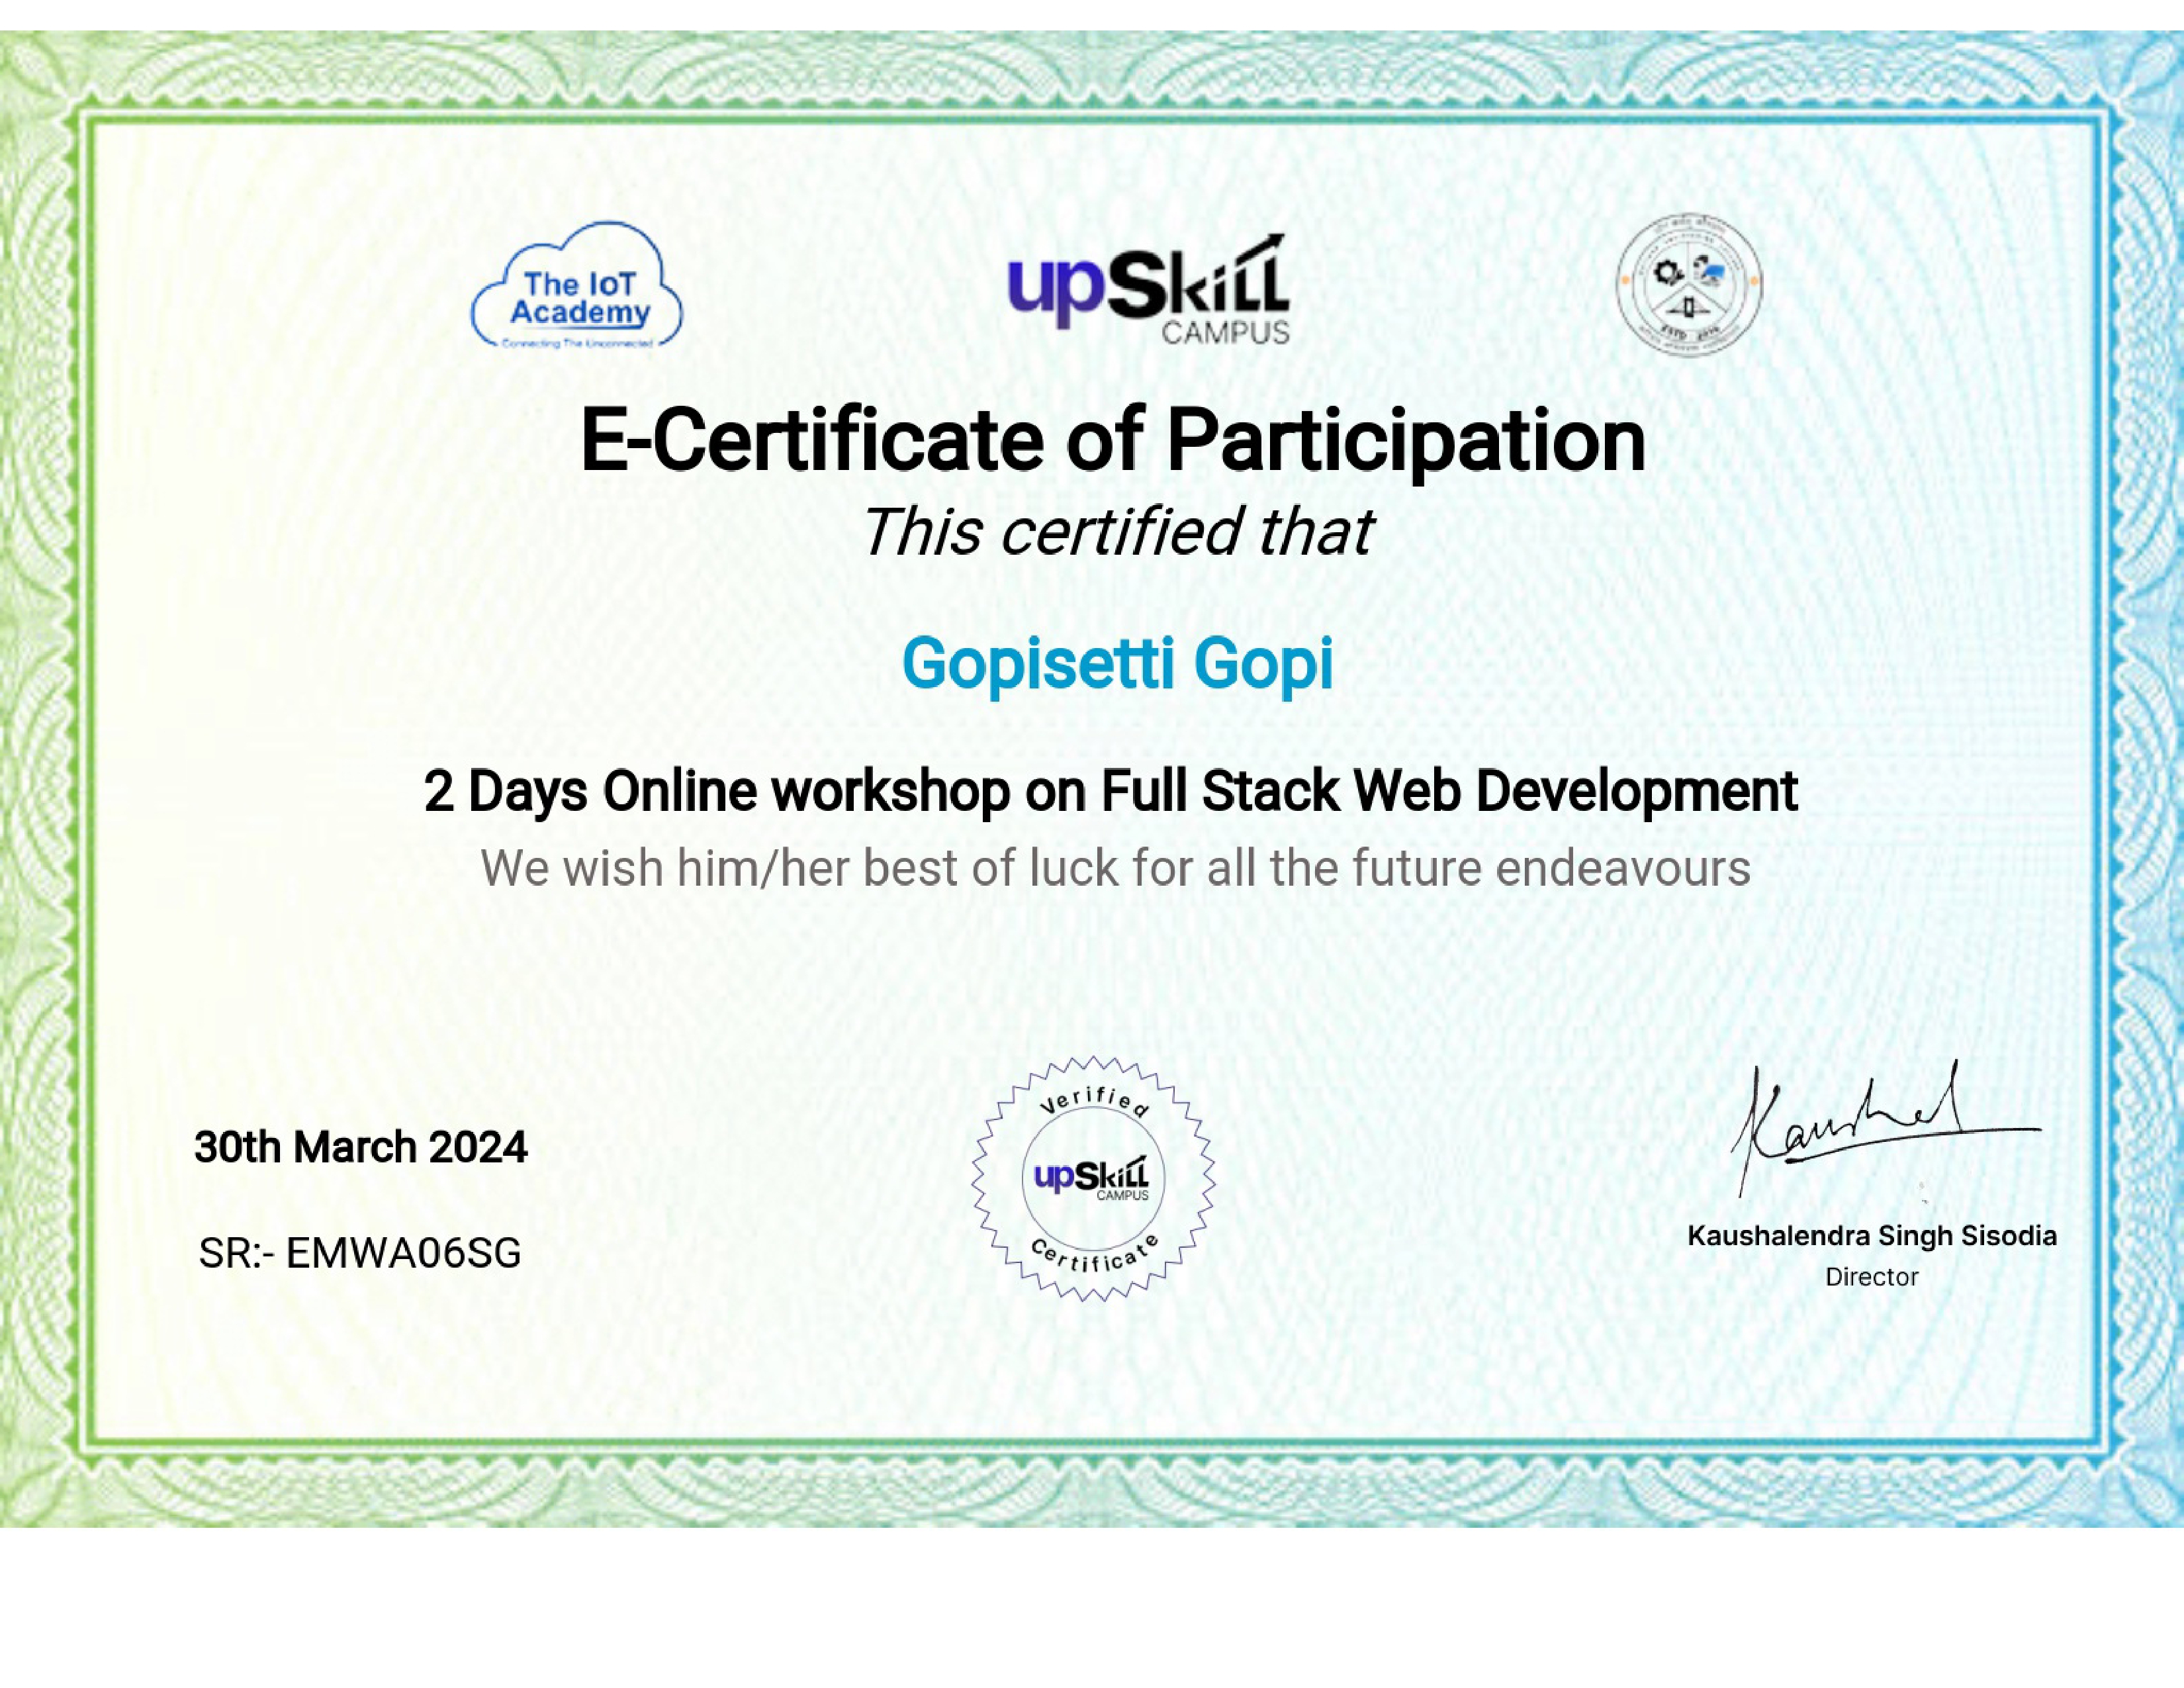 The IoT
Academy
Connecting The Unconnected
upSkill
CAMPUS
ESTD
E-Certificate of Participation
This certified that
Gopisetti Gopi
2 Days Online workshop on Full Stack Web Development
We wish him/her best of luck for all the future endeavours
30th March 2024
SR:- EMWA06SG
Verified
upSkill
CAMPUS
Certificate
Kaushal
Kaushalendra Singh Sisodia
Director